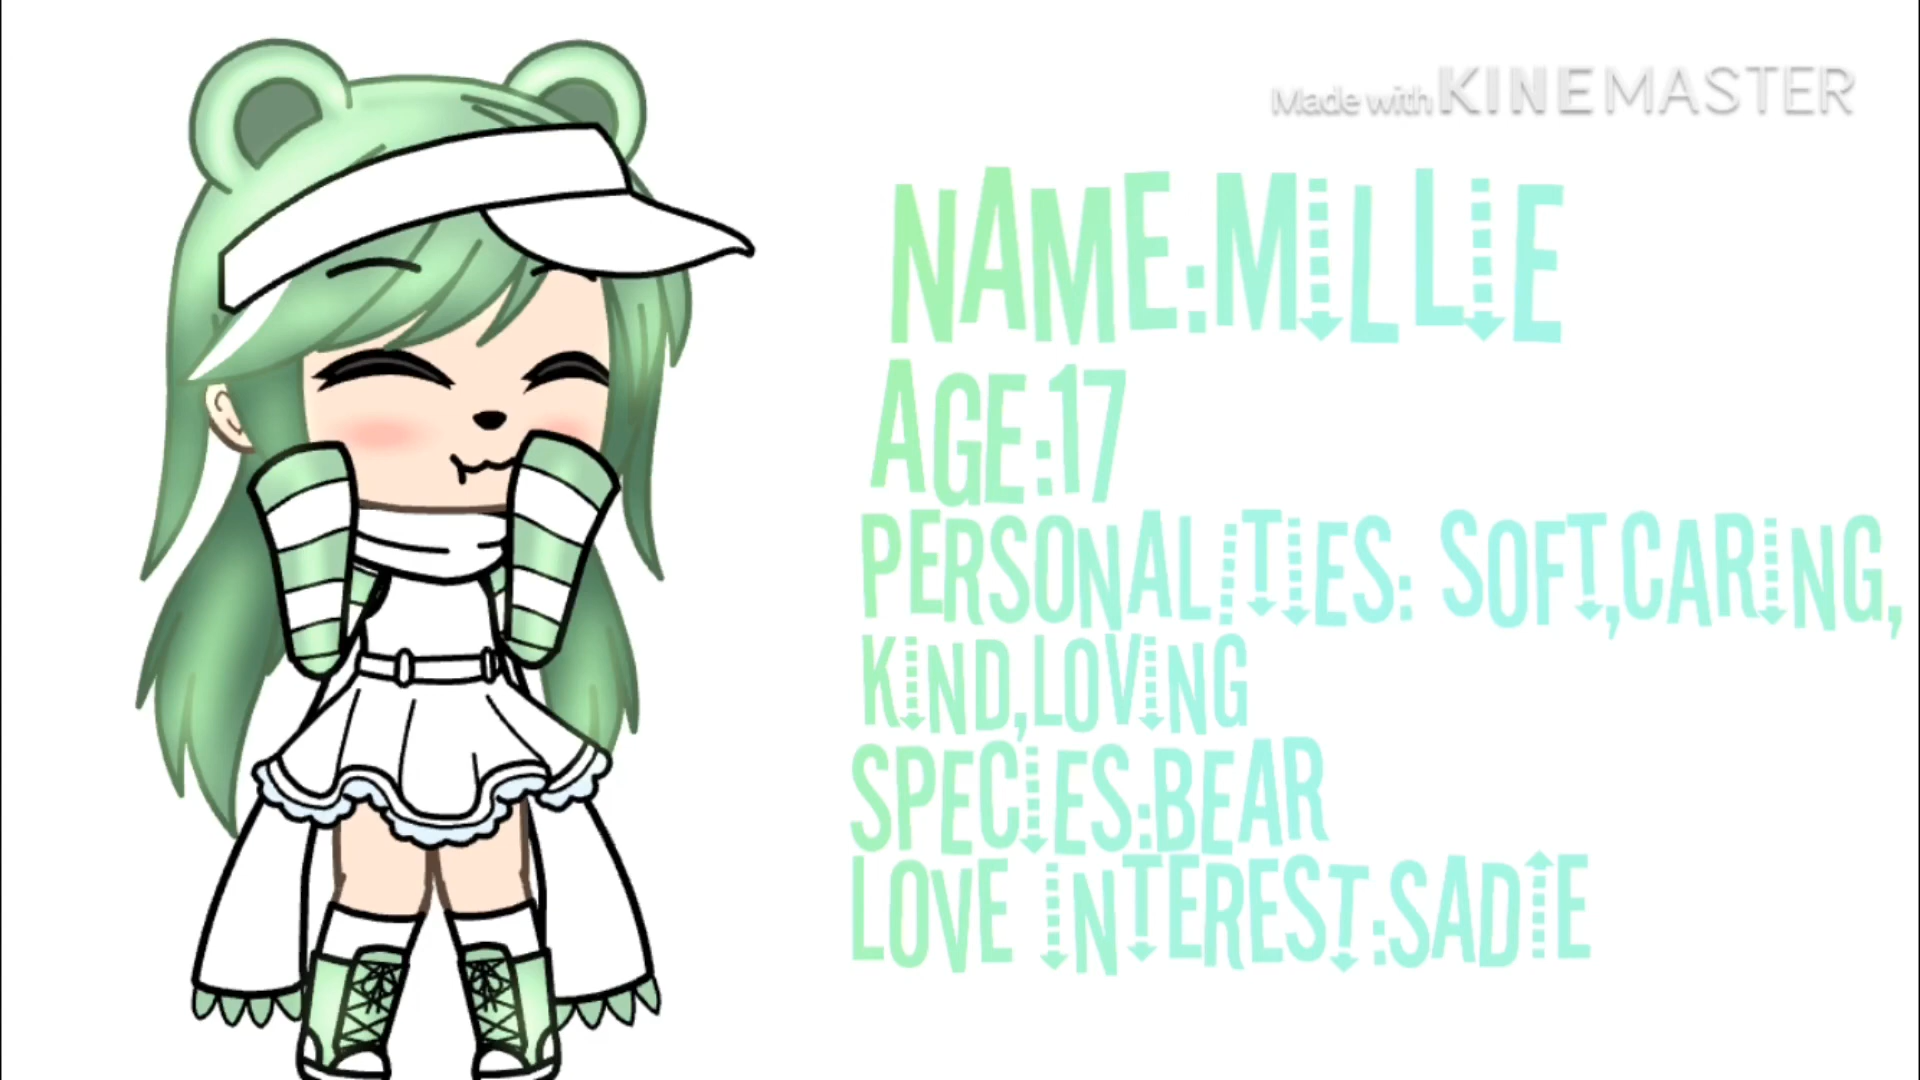 Made with KINEMASTER
NAME:MILLIE
AGE:17
PERSONALITIES: SOFT,CARING,
KIND,LOVING
SPECIES:BEAR
LOVE INTEREST:SADIE